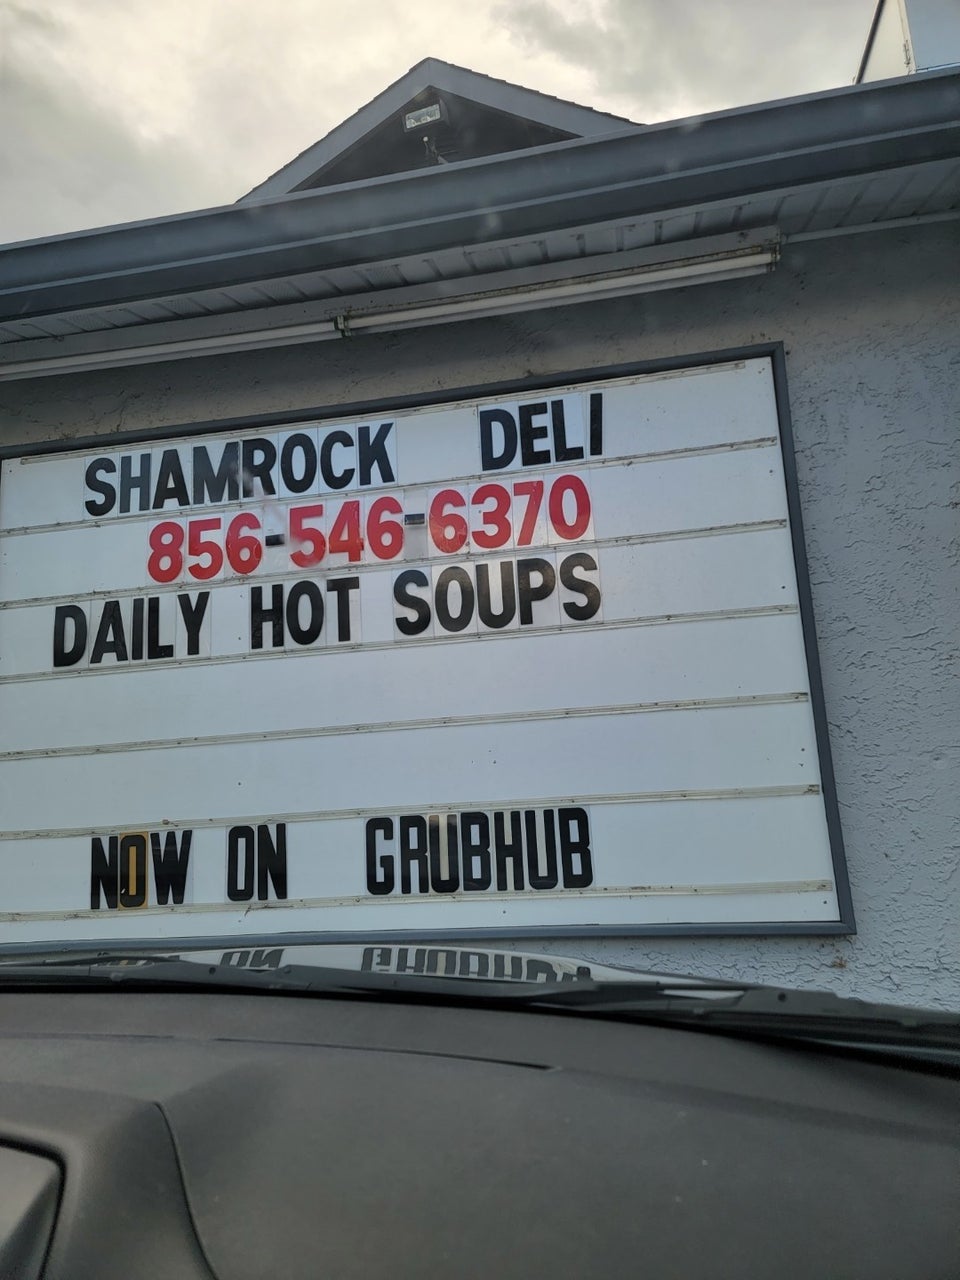 SHAMROCK DELI
856-546-6370
DAILY HOT SOUPS
NOW ON GRUBHUB